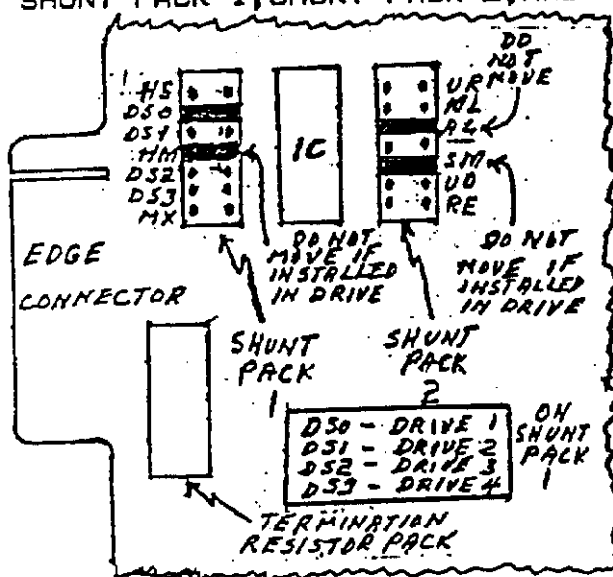 SHUNT PACK 1, SHUNT PACK 2, AND
DO
NOT
MOVE
HS
DS0
DS1
HM
DS2
DS3
MX
IC
UR
ML
SM
UD
RE
EDGE
CONNECTOR
DO NOT
MOVE IF
INSTALLED
IN DRIVE
DO NOT
MOVE IF
INSTALLED
IN DRIVE
SHUNT
PACK
1
SHUNT
PACK
2
DS0 - DRIVE 1
DS1 - DRIVE 2
DS2 - DRIVE 3
DS3 - DRIVE 4
ON
SHUNT
PACK
1
TERMINATION
RESISTOR PACK